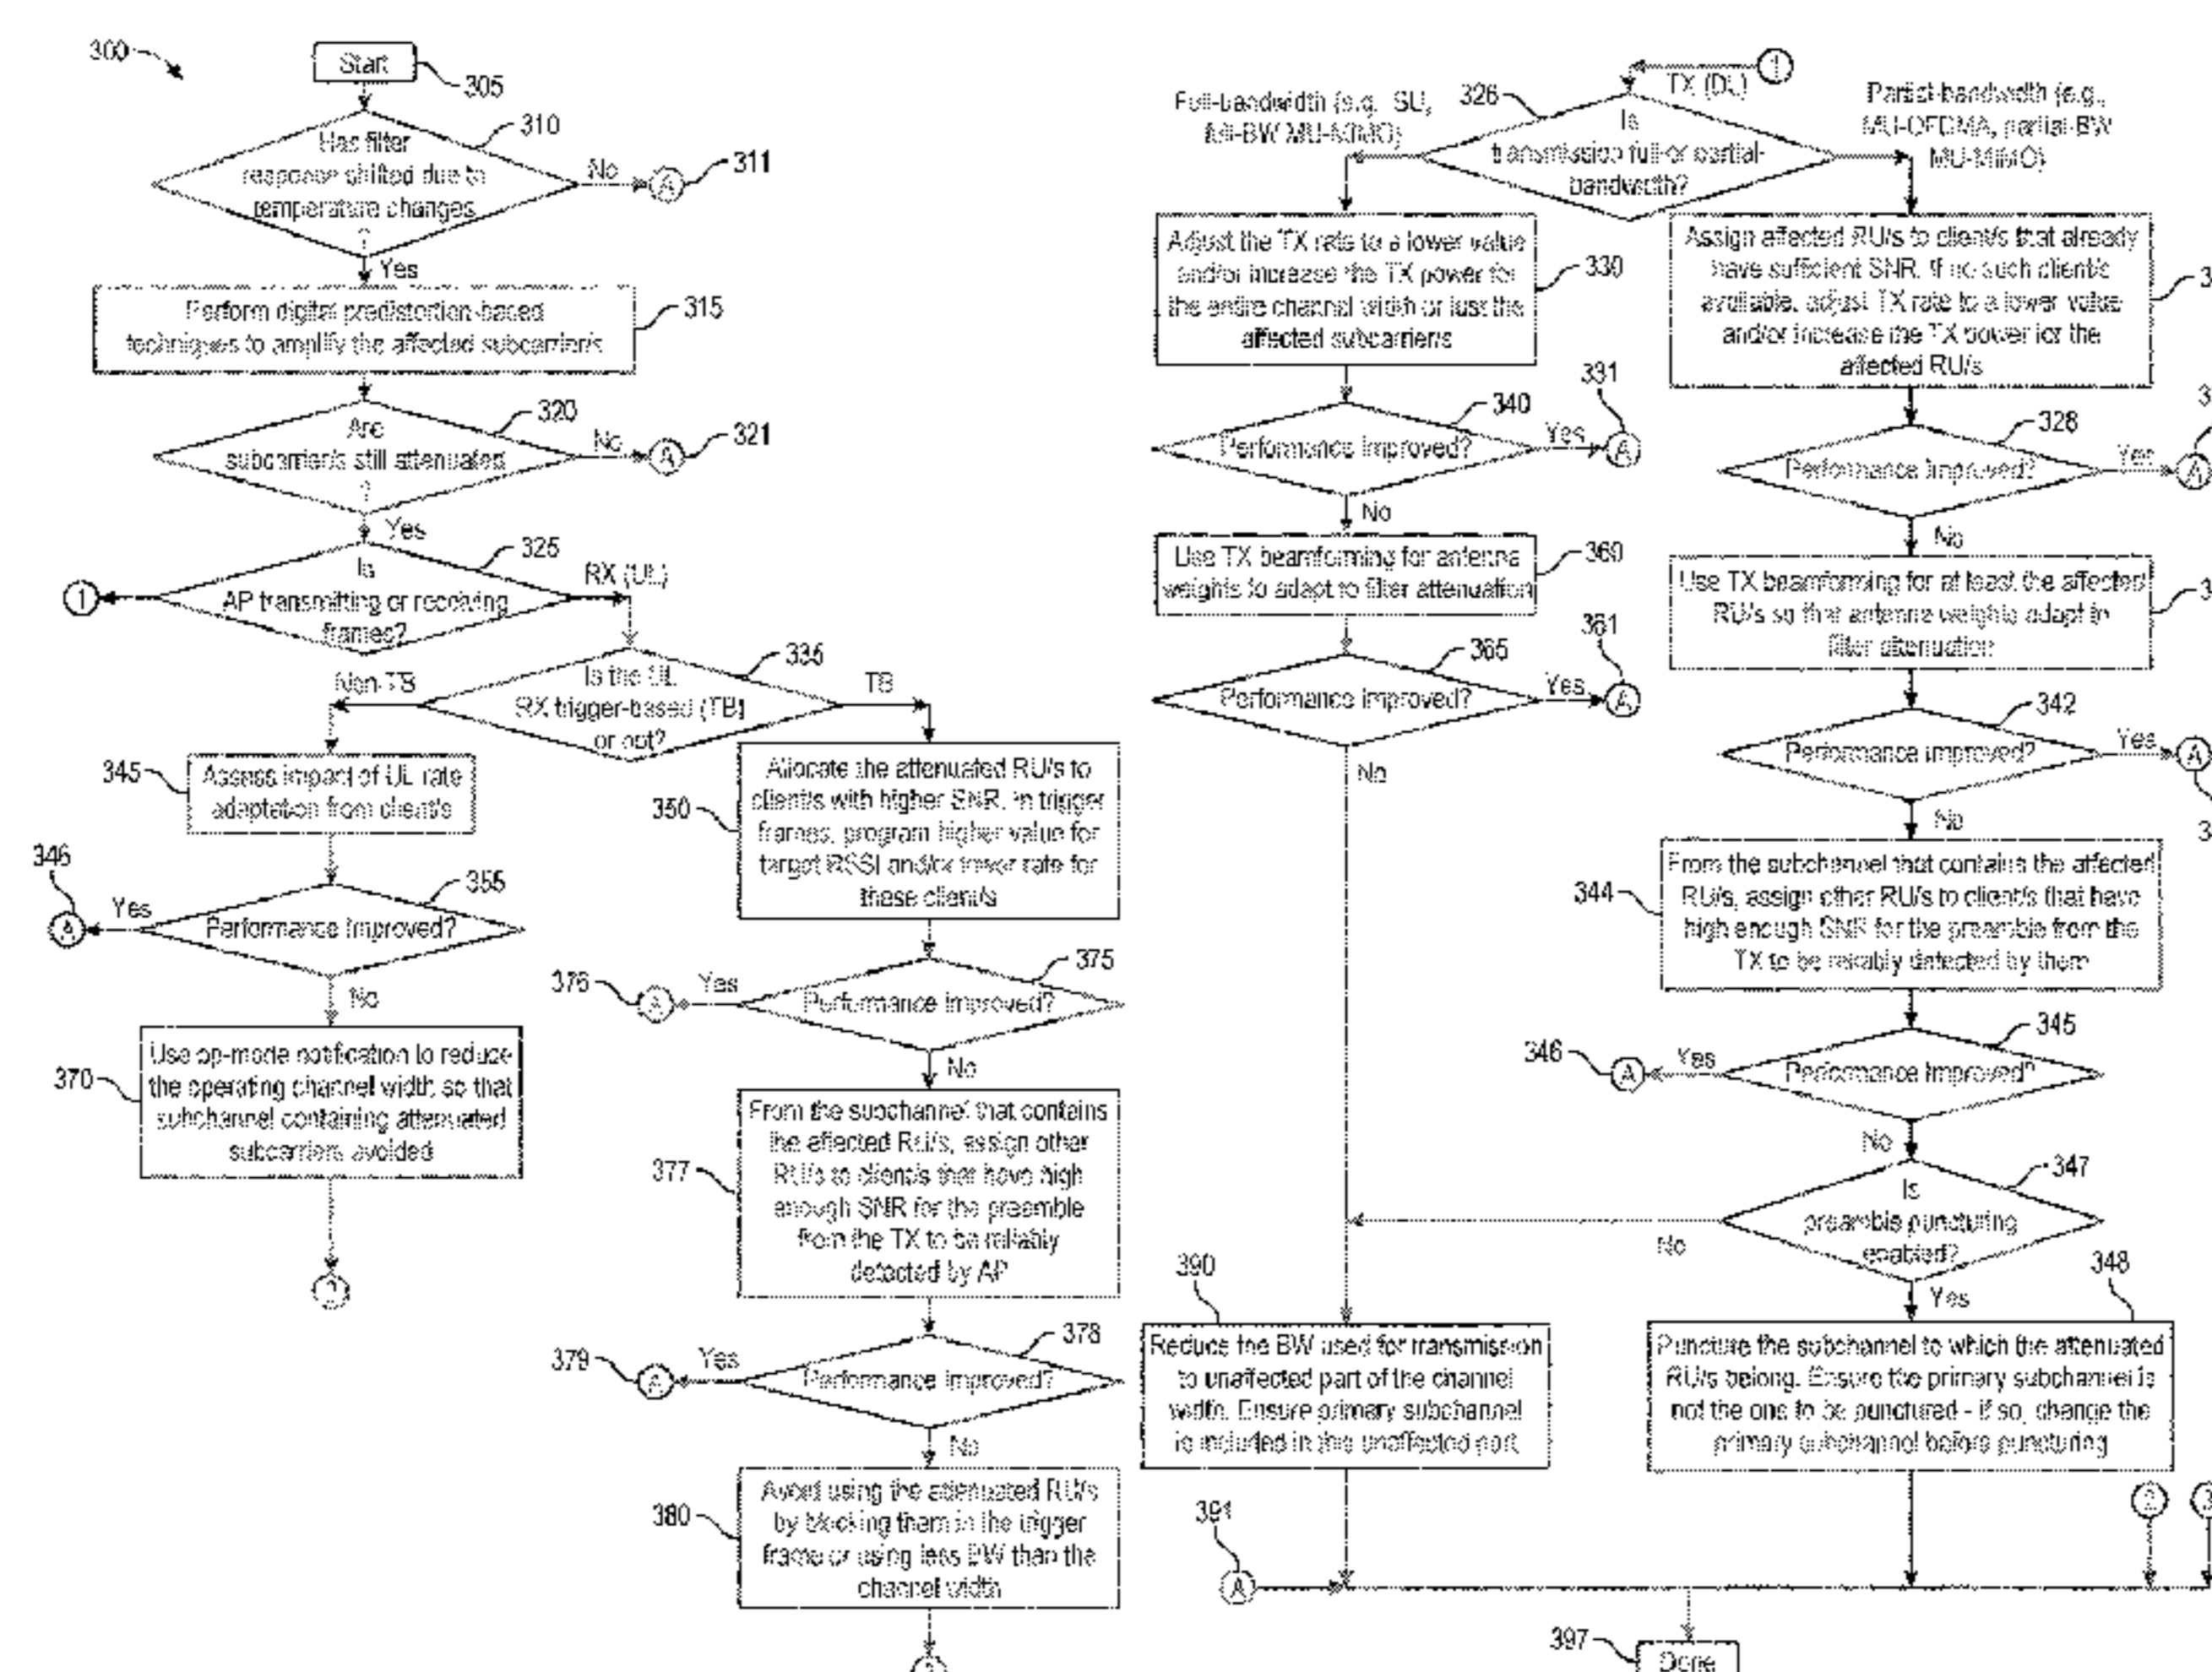 300
Start
305
Has filter
response shifted due to
temperature changes
?
310
No
A
311
Yes
Perform digital predistortion-based
techniques to amplify the affected subcarrier/s
315
Are
subcarrier/s still attenuated
?
320
No
A
321
Yes
Is
AP transmitting or receiving
frames?
325
1
RX (UL)
Is the UL
RX trigger-based (TB)
or not?
335
Non-TB
TB
345
Assess impact of UL rate
adaptation from client/s
346
A
Yes
Performance improved?
355
No
370
Use op-mode notification to reduce
the operating channel width so that
subchannel containing attenuated
subcarriers avoided
350
Allocate the attenuated RU/s to
client/s with higher SNR. In trigger
frames, program higher value for
target RSSI and/or lower rate for
these client/s
376
A
Yes
Performance improved?
375
No
377
From the subchannel that contains
the affected RU/s, assign other
RU/s to client/s that have high
enough SNR for the preamble
from the TX to be reliably
detected by AP
379
A
Yes
Performance improved?
378
No
380
Avoid using the attenuated RU/s
by blocking them in the trigger
frame or using less BW than the
channel width
1
TX (DL)
Full-bandwidth (e.g. SU,
MU-MIMO)
326
Is
transmission full-or partial-
bandwidth?
Partial-bandwidth (e.g.,
MU-OFDMA, partial-BW
MU-MIMO)
Adjust the TX rate to a lower value
and/or increase the TX power for
the entire channel width or just the
affected subcarrier/s
330
Performance improved?
340
Yes
A
331
No
Use TX beamforming for antenna
weights to adapt to filter attenuation
360
Performance improved?
365
Yes
A
361
No
Assign affected RU/s to client/s that already
have sufficient SNR. If no such client/s
available, adjust TX rate to a lower value
and/or increase the TX power for the
affected RU/s
Performance improved?
328
Yes
A
No
Use TX beamforming for at least the affected
RU/s so that antenna weights adapt to
filter attenuation
Performance improved?
342
Yes
A
No
344
From the subchannel that contains the affected
RU/s, assign other RU/s to client/s that have
high enough SNR for the preamble from the
TX to be reliably detected by them
346
A
Yes
Performance improved?
345
No
Is
preamble puncturing
enabled?
347
No
Yes
390
Reduce the BW used for transmission
to unaffected part of the channel
width. Ensure primary subchannel
is included in this unaffected part
348
Puncture the subchannel to which the attenuated
RU/s belong. Ensure the primary subchannel is
not the one to be punctured - if so, change the
primary subchannel before puncturing
2
3
391
A
397
Done